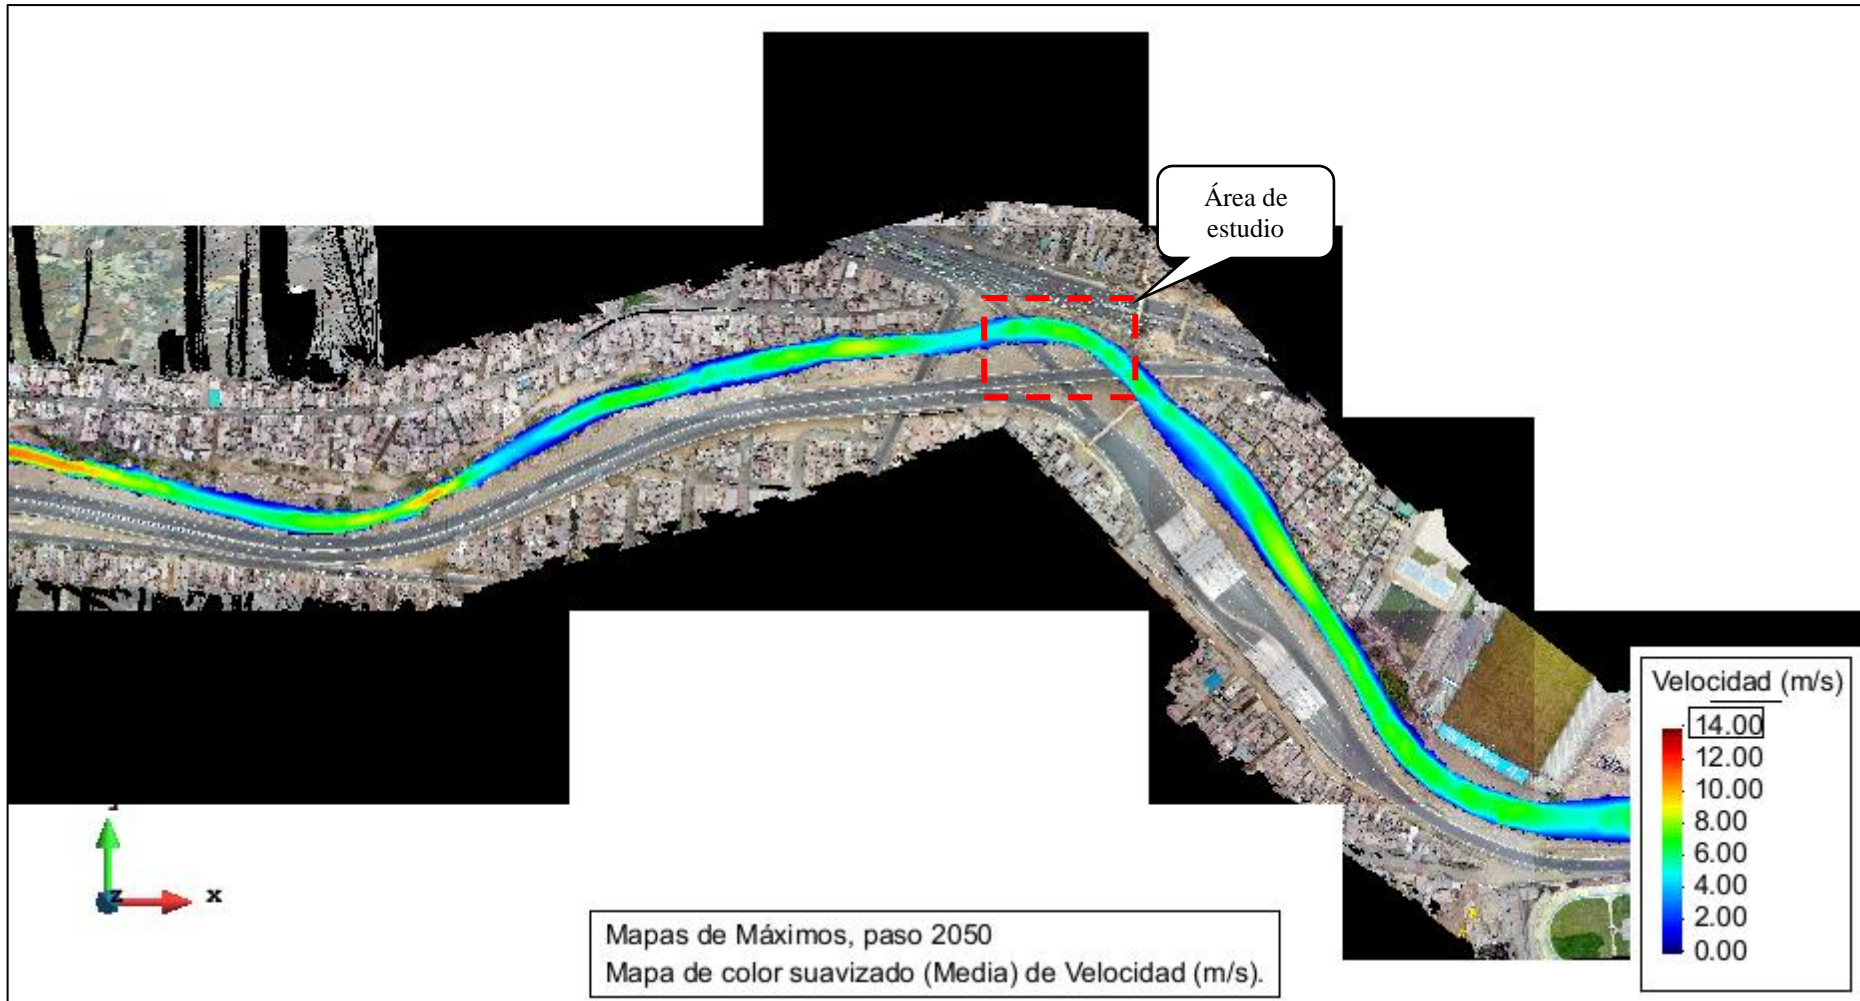 Área de
estudio
Velocidad (m/s)
14.00
12.00
10.00
8.00
6.00
4.00
2.00
0.00
z
x
Mapas de Máximos, paso 2050
Mapa de color suavizado (Media) de Velocidad (m/s).